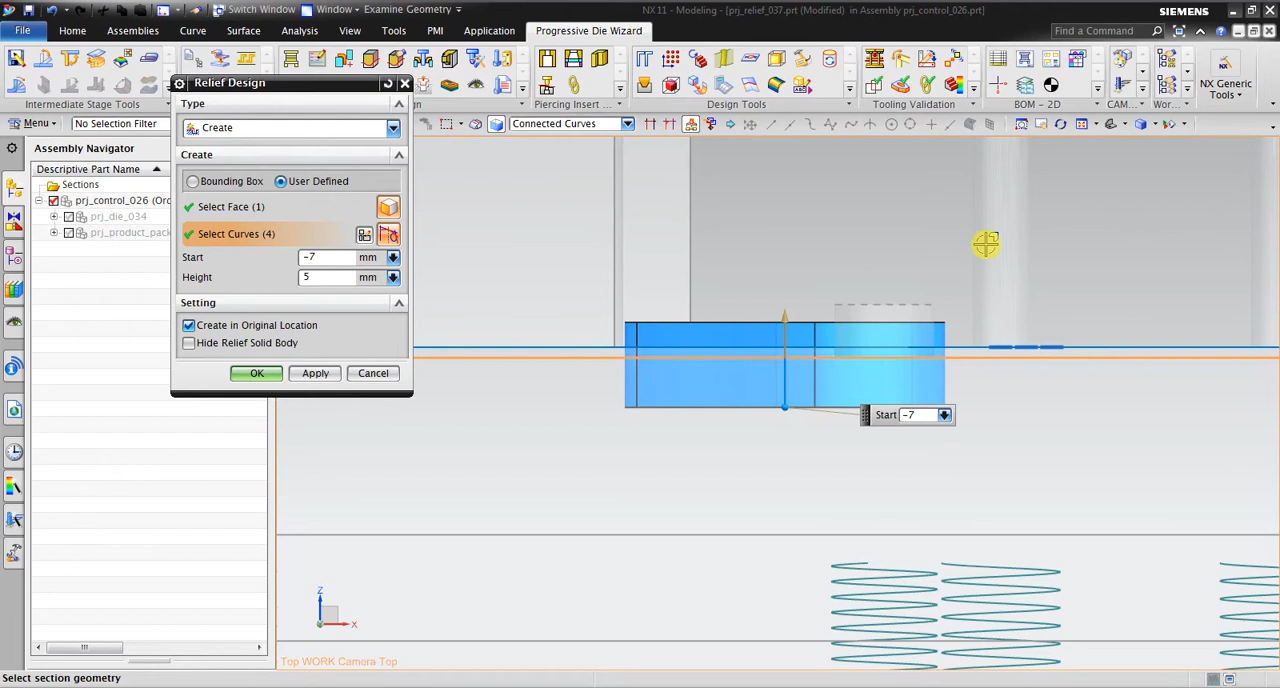 Switch Window
Window
Examine Geometry
NX 11 - Modeling - [prj_relief_037.prt (Modified) in Assembly prj_control_026.prt]
SIEMENS
File
Home
Assemblies
Curve
Surface
Analysis
View
Tools
PMI
Application
Progressive Die Wizard
Find a Command
Intermediate Stage Tools
Piercing Insert ...
Design Tools
Tooling Validation
BOM - 2D
CAM...
Wor...
NX Generic
Tools
Menu
No Selection Filter
Connected Curves
Relief Design
Type
Create
Create
Bounding Box
User Defined
Select Face (1)
Select Curves (4)
Start
-7
mm
Height
5
mm
Setting
Create in Original Location
Hide Relief Solid Body
OK
Apply
Cancel
Assembly Navigator
Descriptive Part Name
Sections
prj_control_026 (Orc
prj_die_034
prj_product_pack
Start
-7
Z
X
Top WORK Camera Top
Select section geometry